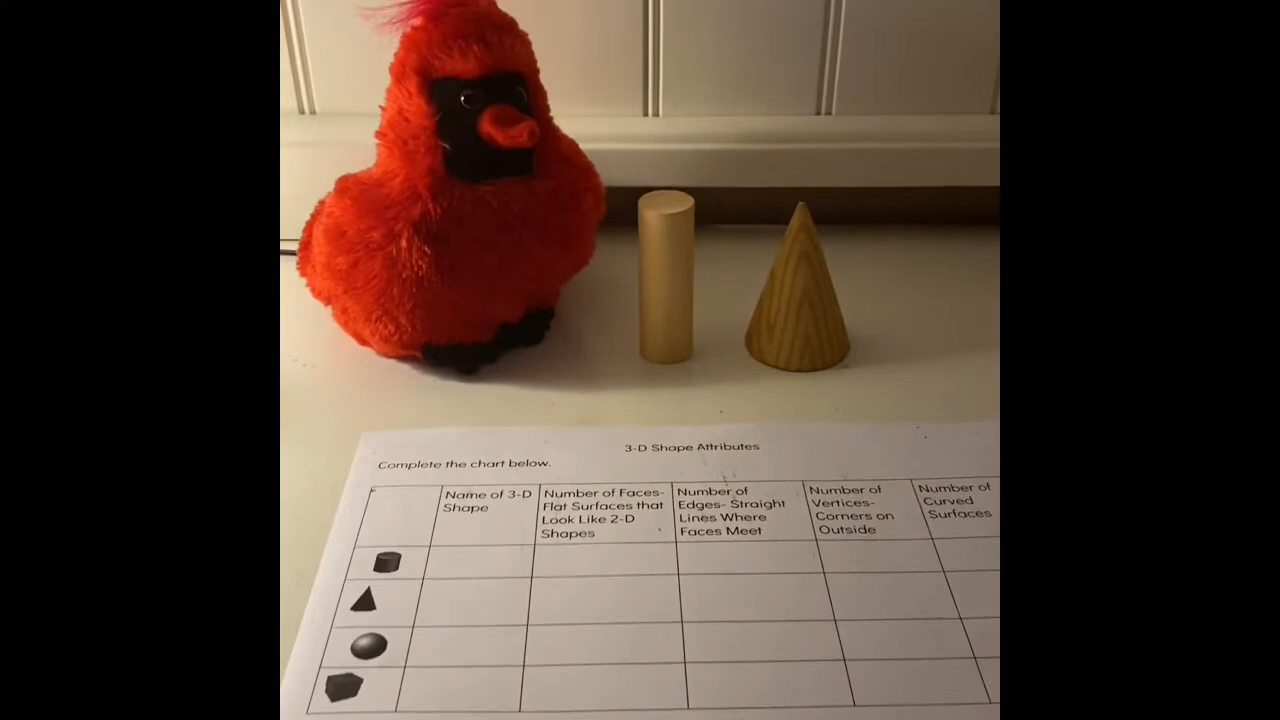 3-D Shape Attributes
Complete the chart below.
Name of 3-D
Shape
Number of Faces-
Flat Surfaces that
Look Like 2-D
Shapes
Number of
Edges- Straight
Lines Where
Faces Meet
Number of
Vertices-
Corners on
Outside
Number of
Curved
Surfaces